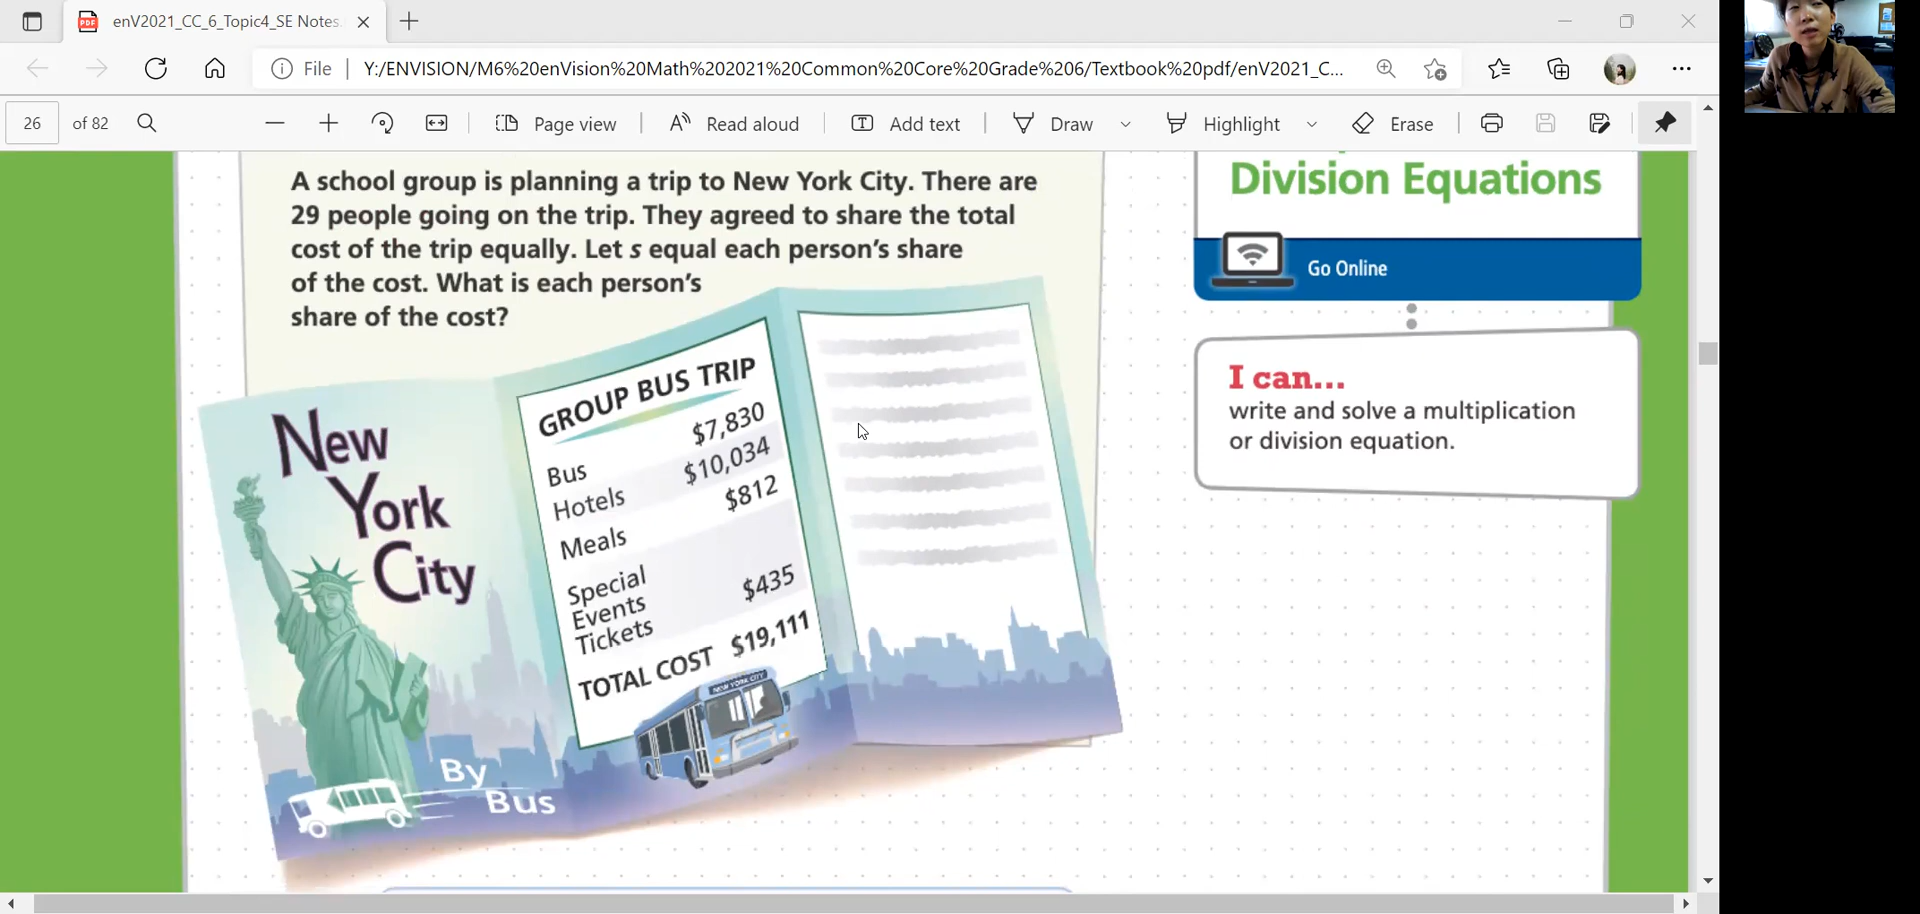 enV2021_CC_6_Topic4_SE Notes.
File
Y:/ENVISION/M6%20enVision%20Math%202021%20Common%20Core%20Grade%206/Textbook%20pdf/enV2021_C...
26 of 82
Page view
Read aloud
Add text
Draw
Highlight
Erase
A school group is planning a trip to New York City. There are
29 people going on the trip. They agreed to share the total
cost of the trip equally. Let s equal each person's share
of the cost. What is each person's
share of the cost?
New
York
City
By
Bus
GROUP BUS TRIP
Bus $7,830
Hotels $10,034
Meals $812
Special
Events
Tickets $435
TOTAL COST $19,111
NEW YORK CITY
Division Equations
Go Online
I can...
write and solve a multiplication
or division equation.